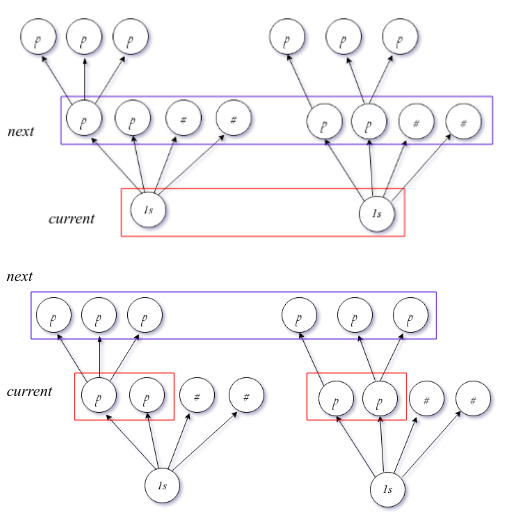 p p p p p p
next p p # # p p # #
current 1s 1s
next
p p p p p p
current p p # # p p # #
1s 1s